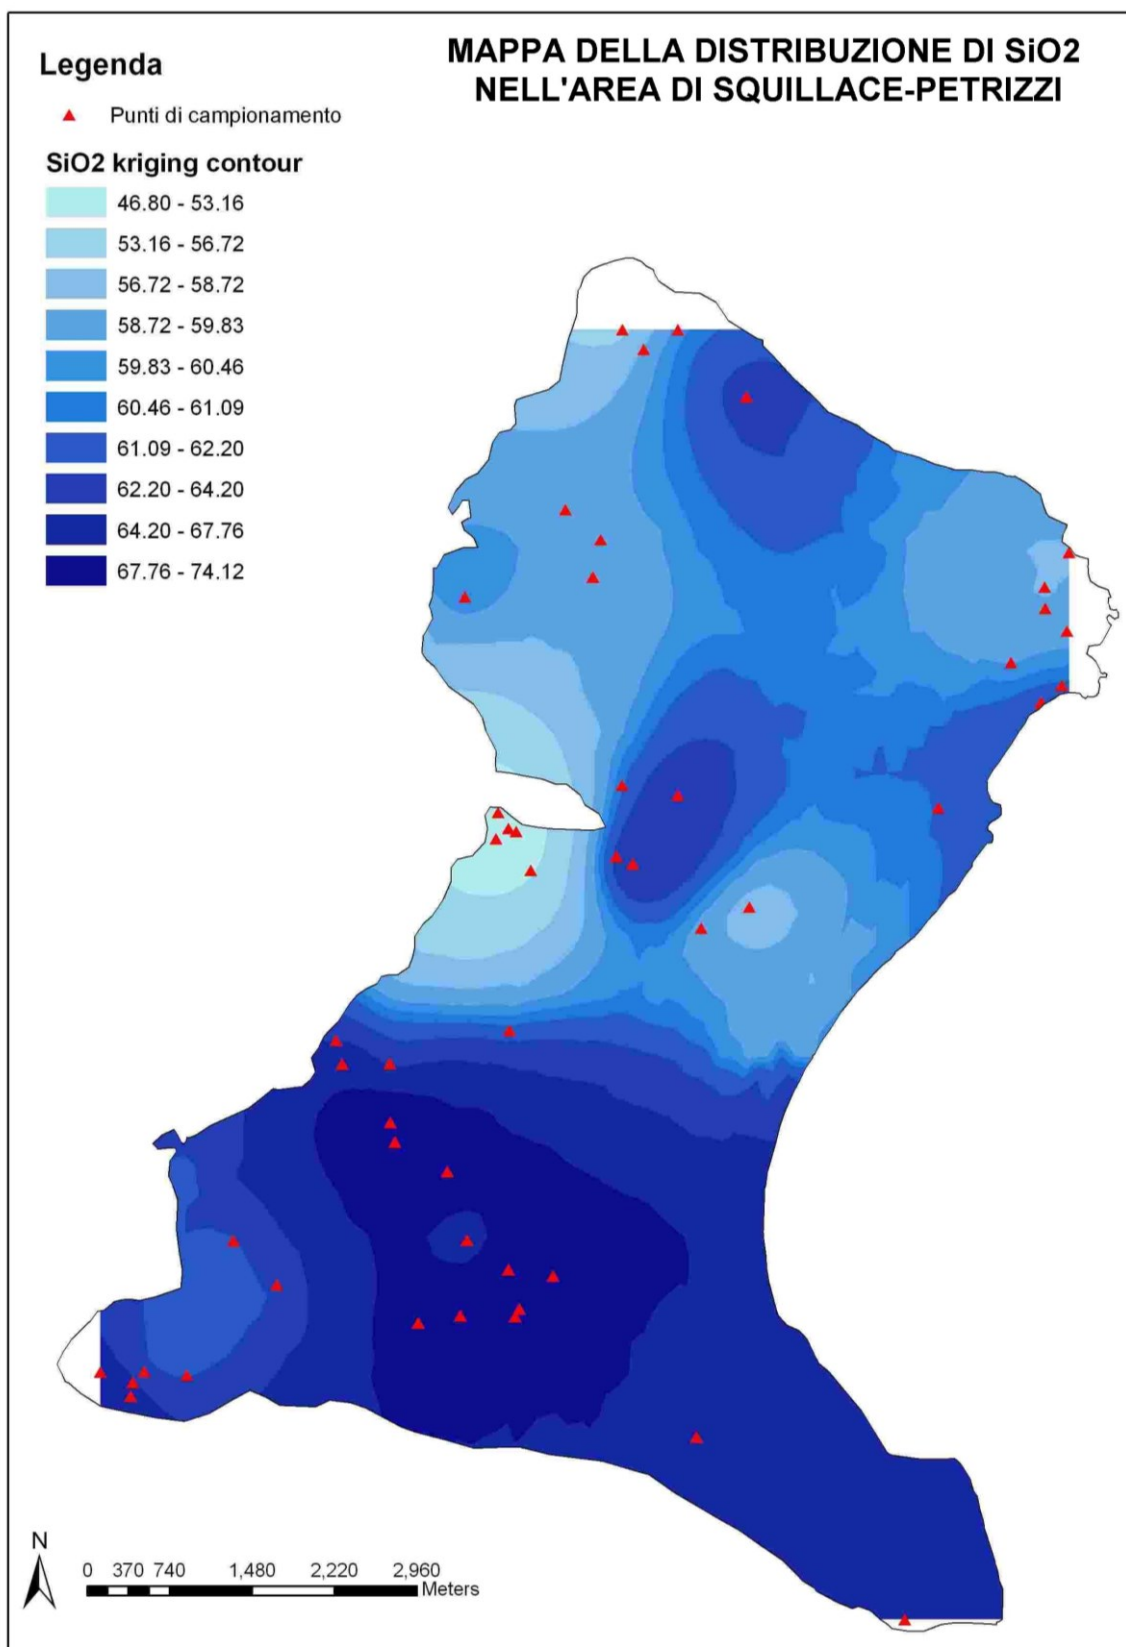 MAPPA DELLA DISTRIBUZIONE DI SiO2
NELL'AREA DI SQUILLACE-PETRIZZI
Legenda
Punti di campionamento
SiO2 kriging contour
46.80 - 53.16
53.16 - 56.72
56.72 - 58.72
58.72 - 59.83
59.83 - 60.46
60.46 - 61.09
61.09 - 62.20
62.20 - 64.20
64.20 - 67.76
67.76 - 74.12
N
0 370 740 1,480 2,220 2,960
Meters